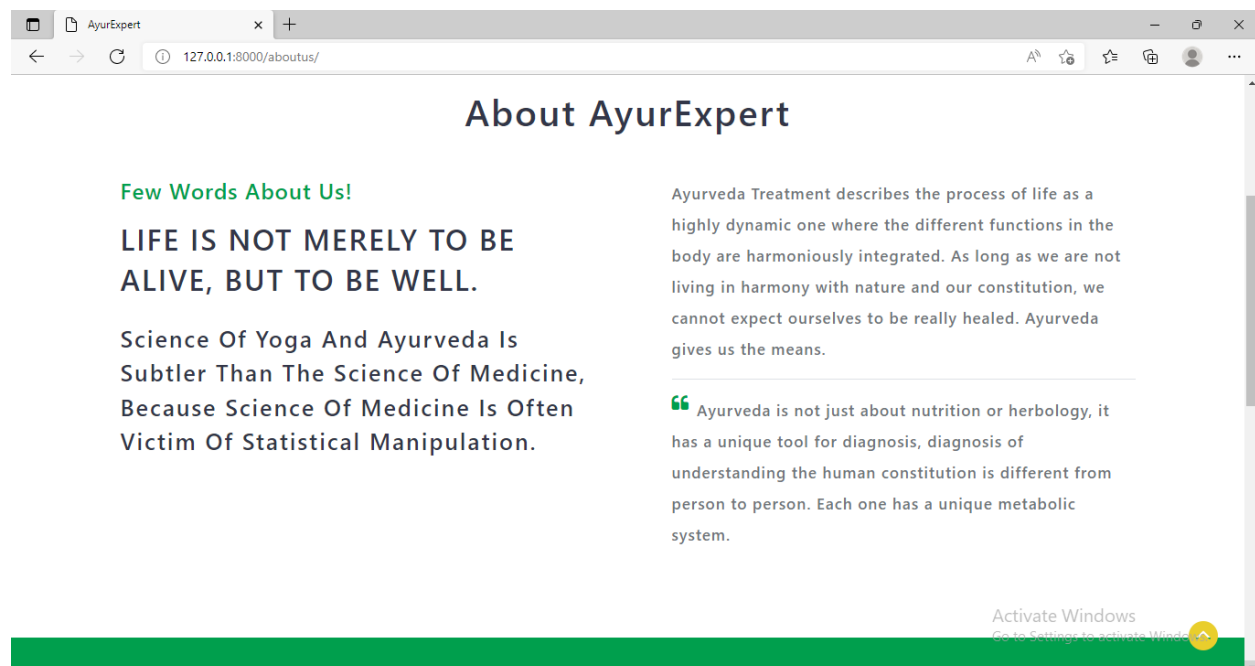 AyurExpert
127.0.0.1:8000/aboutus/
About AyurExpert
Few Words About Us!
LIFE IS NOT MERELY TO BE
ALIVE, BUT TO BE WELL.
Science Of Yoga And Ayurveda Is
Subtler Than The Science Of Medicine,
Because Science Of Medicine Is Often
Victim Of Statistical Manipulation.
Ayurveda Treatment describes the process of life as a
highly dynamic one where the different functions in the
body are harmoniously integrated. As long as we are not
living in harmony with nature and our constitution, we
cannot expect ourselves to be really healed. Ayurveda
gives us the means.
❝ Ayurveda is not just about nutrition or herbology, it
has a unique tool for diagnosis, diagnosis of
understanding the human constitution is different from
person to person. Each one has a unique metabolic
system.
Activate Windows
Go to Settings to activate Windows.